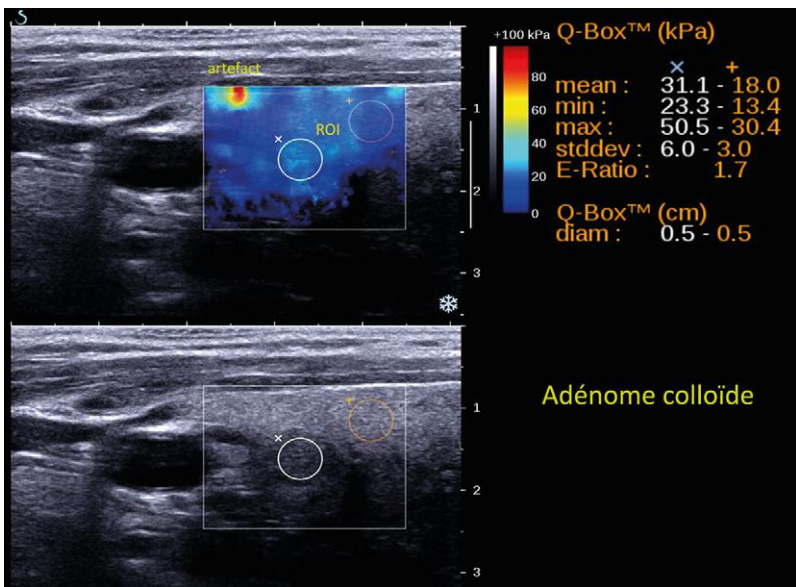 artefact
ROI
+100 kPa
80
60
40
20
0
1
2
3
Q-Box™ (kPa)
× +
mean : 31.1 - 18.0
min : 23.3 - 13.4
max : 50.5 - 30.4
stddev : 6.0 - 3.0
E-Ratio : 1.7
Q-Box™ (cm)
diam : 0.5 - 0.5
1
2
3
Adénome colloïde